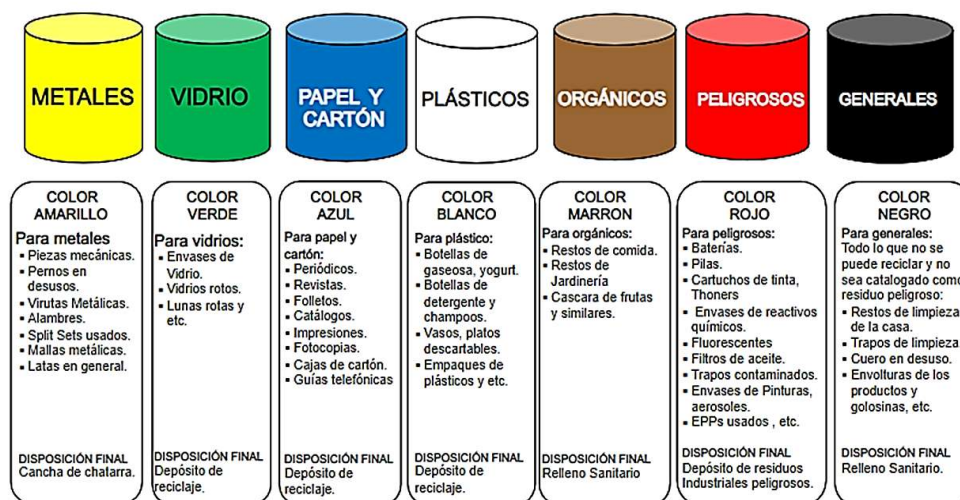 METALES
VIDRIO
PAPEL Y
CARTÓN
PLÁSTICOS
ORGÁNICOS
PELIGROSOS
GENERALES
COLOR
AMARILLO
Para metales
▪ Piezas mecánicas.
▪ Pernos en
desusos.
▪ Virutas Metálicas.
▪ Alambres.
▪ Split Sets usados.
▪ Mallas metálicas.
▪ Latas en general.
DISPOSICIÓN FINAL
Cancha de chatarra.
COLOR
VERDE
Para vidrios:
▪ Envases de
Vidrio.
▪ Vidrios rotos.
▪ Lunas rotas y
etc.
DISPOSICIÓN FINAL
Depósito de
reciclaje.
COLOR
AZUL
Para papel y
cartón:
▪ Periódicos.
▪ Revistas.
▪ Folletos.
▪ Catálogos.
▪ Impresiones.
▪ Fotocopias.
▪ Cajas de cartón.
▪ Guías telefónicas
DISPOSICIÓN FINAL
Depósito de
reciclaje.
COLOR
BLANCO
Para plástico:
▪ Botellas de
gaseosa, yogurt.
▪ Botellas de
detergente y
champoos.
▪ Vasos, platos
descartables.
▪ Empaques de
plásticos y etc.
DISPOSICIÓN FINAL
Depósito de
reciclaje.
COLOR
MARRON
Para orgánicos:
▪ Restos de comida.
▪ Restos de
Jardinería
▪ Cascara de frutas
y similares.
DISPOSICIÓN FINAL
Relleno Sanitario
COLOR
ROJO
Para peligrosos:
▪ Baterías.
▪ Pilas.
▪ Cartuchos de tinta,
Thoners
▪ Envases de reactivos
químicos.
▪ Fluorescentes
▪ Filtros de aceite.
▪ Trapos contaminados.
▪ Envases de Pinturas,
aerosoles.
▪ EPPs usados , etc.
DISPOSICIÓN FINAL
Depósito de residuos
Industriales peligrosos.
COLOR
NEGRO
Para generales:
Todo lo que no se
puede reciclar y no
sea catalogado como
residuo peligroso:
▪ Restos de limpieza
de la casa.
▪ Trapos de limpieza.
▪ Cuero en desuso.
▪ Envolturas de los
productos y
golosinas, etc.
DISPOSICIÓN FINAL
Relleno Sanitario.